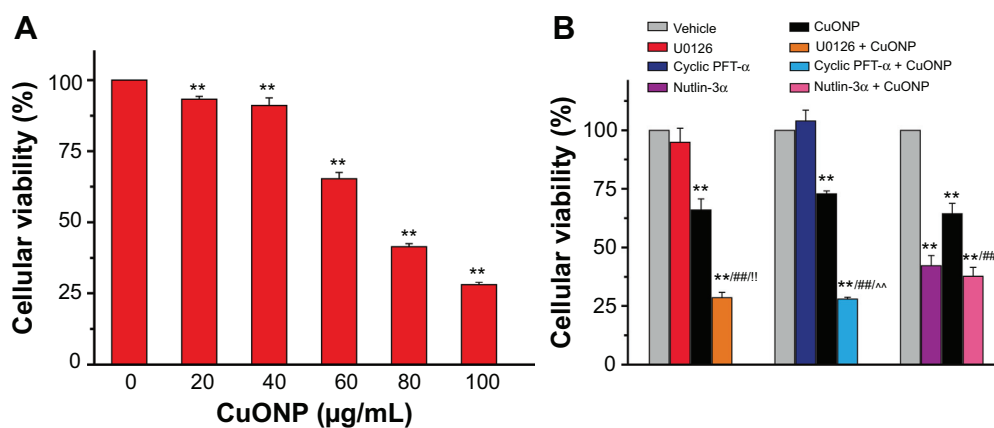 A
Cellular viability (%)
100
75
50
25
0
**
**
**
**
**
0 20 40 60 80 100
CuONP (µg/mL)
B
Vehicle
U0126
Cyclic PFT-α
Nutlin-3α
CuONP
U0126 + CuONP
Cyclic PFT-α + CuONP
Nutlin-3α + CuONP
Cellular viability (%)
100
75
50
25
0
**
**/##/!!
**
**/##/^^
**
**
**/##